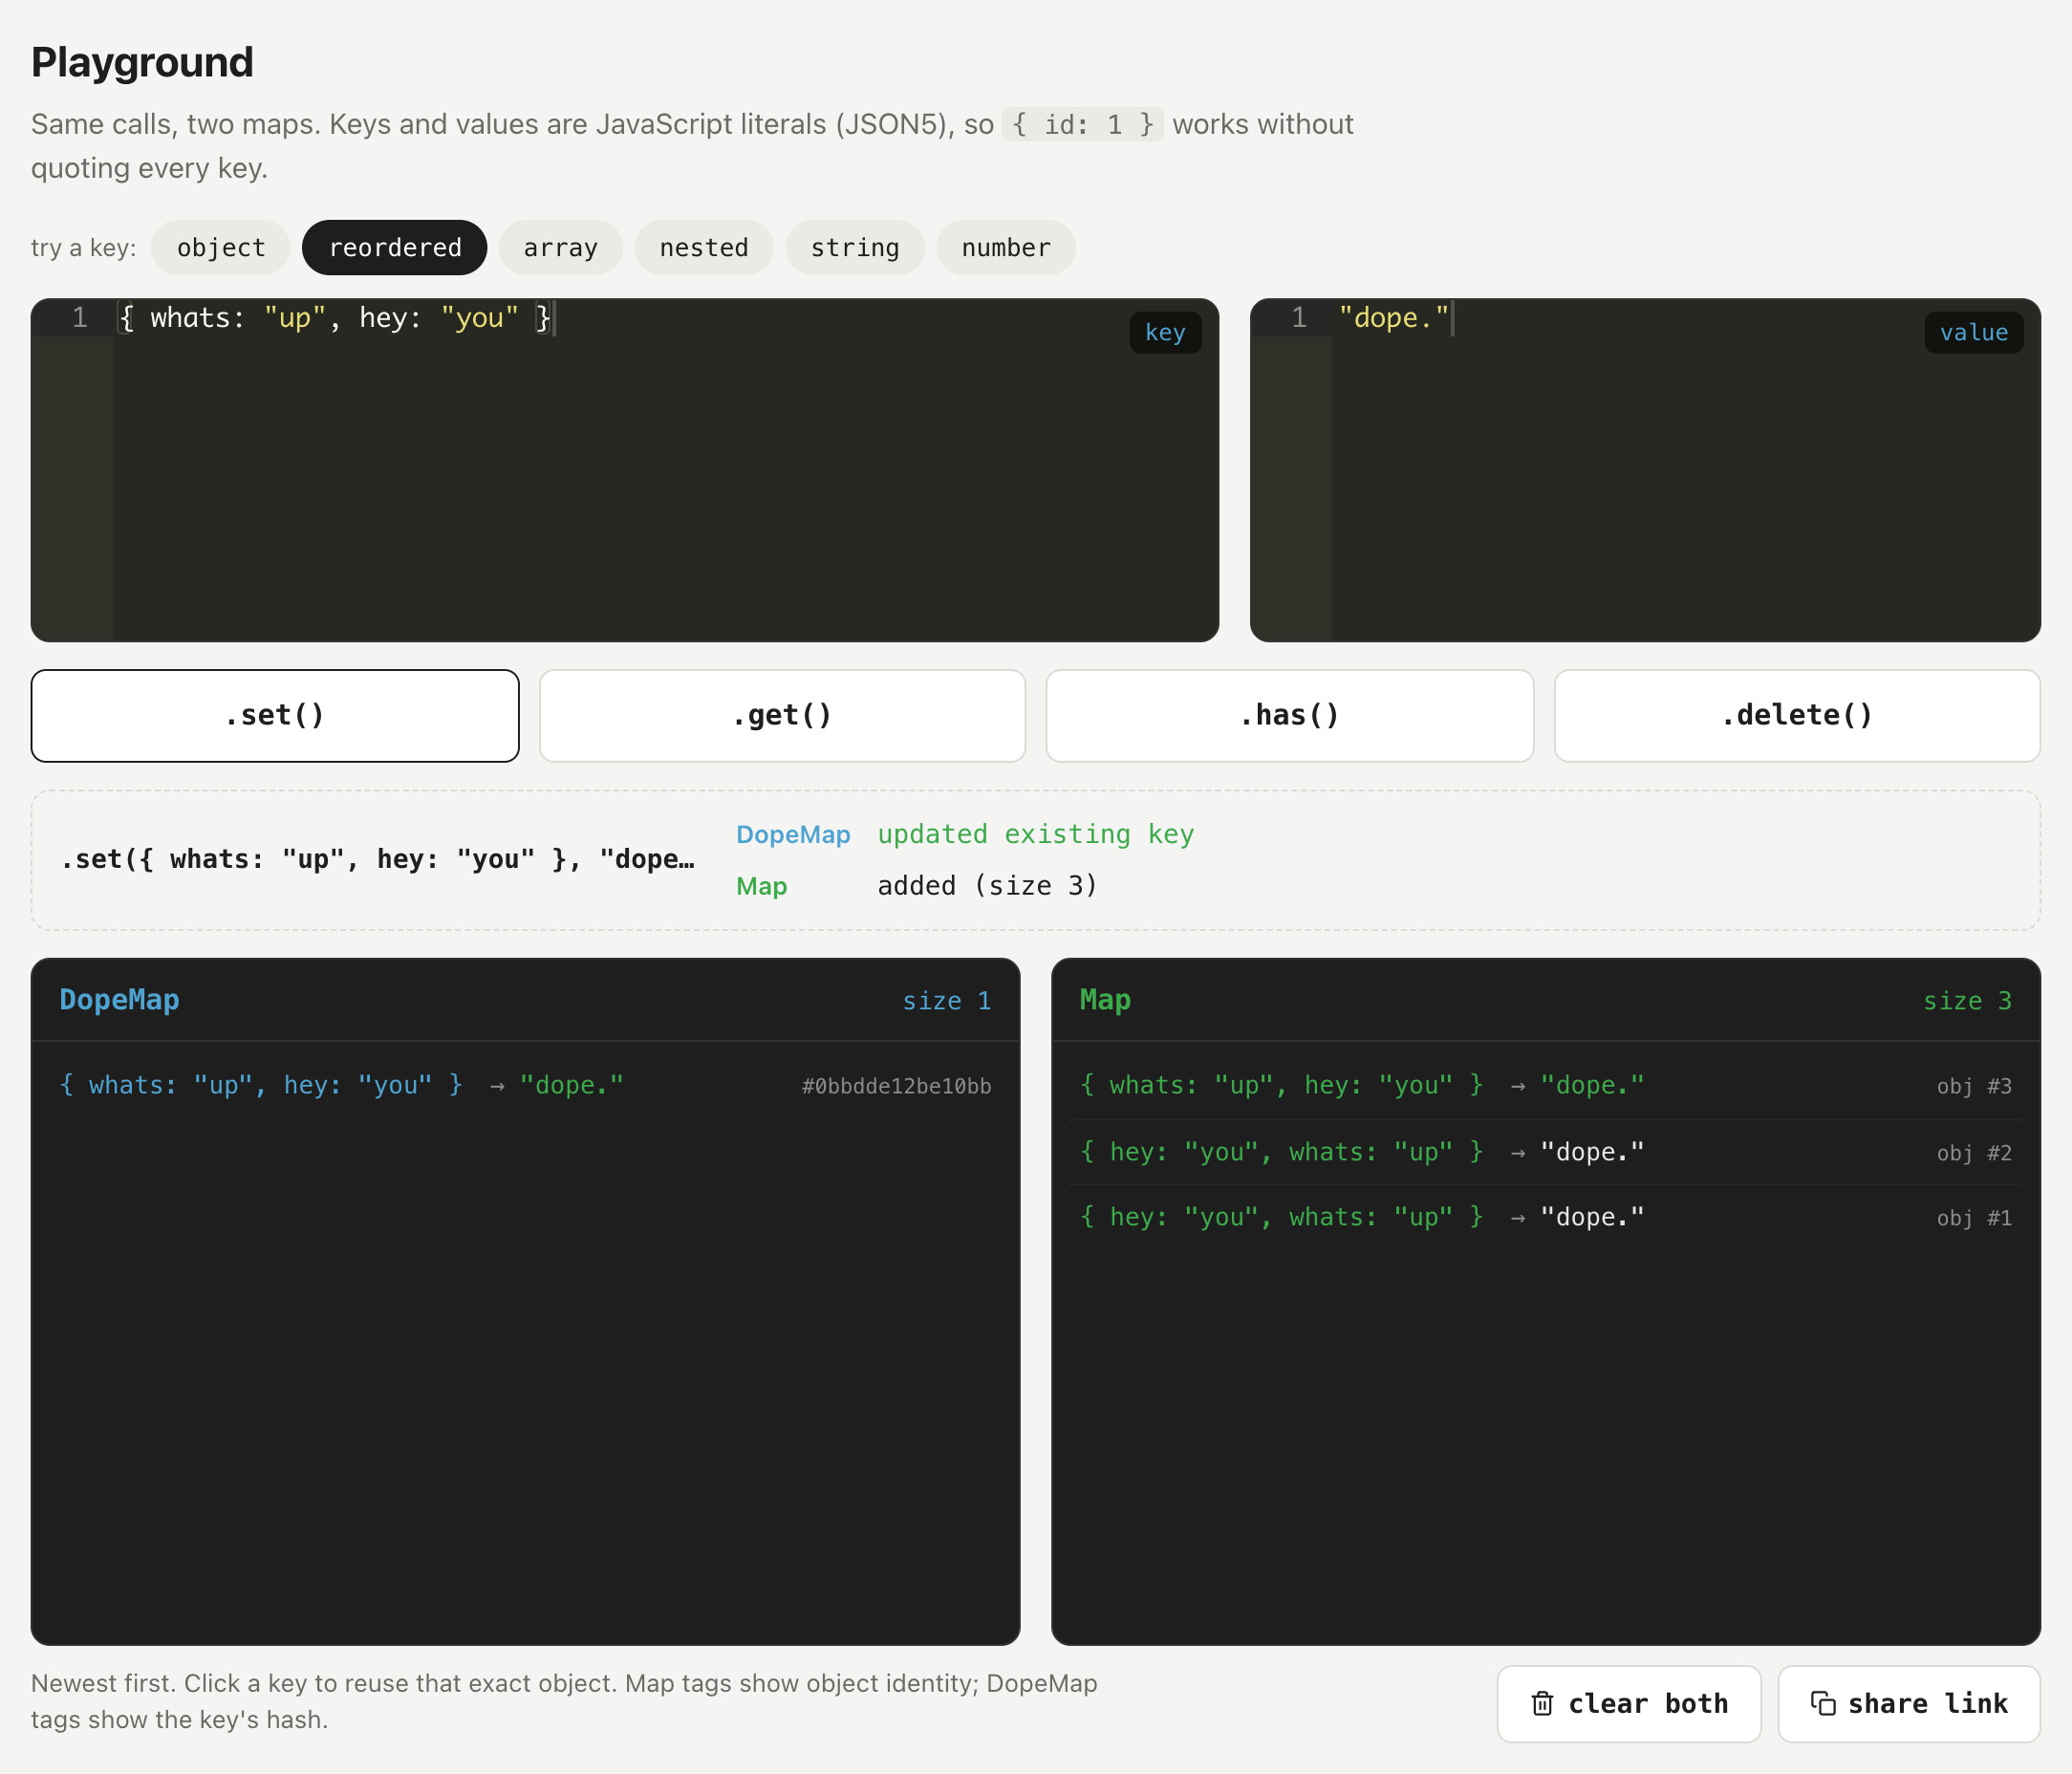 Playground
Same calls, two maps. Keys and values are JavaScript literals (JSON5), so { id: 1 } works without
quoting every key.
try a key: object reordered array nested string number
1 { whats: "up", hey: "you" } key
1 "dope." value
.set() .get() .has() .delete()
.set({ whats: "up", hey: "you" }, "dope…
DopeMap updated existing key
Map added (size 3)
DopeMap size 1
{ whats: "up", hey: "you" } → "dope." #0bbdde12be10bb
Map size 3
{ whats: "up", hey: "you" } → "dope." obj #3
{ hey: "you", whats: "up" } → "dope." obj #2
{ hey: "you", whats: "up" } → "dope." obj #1
Newest first. Click a key to reuse that exact object. Map tags show object identity; DopeMap
tags show the key's hash.
clear both share link